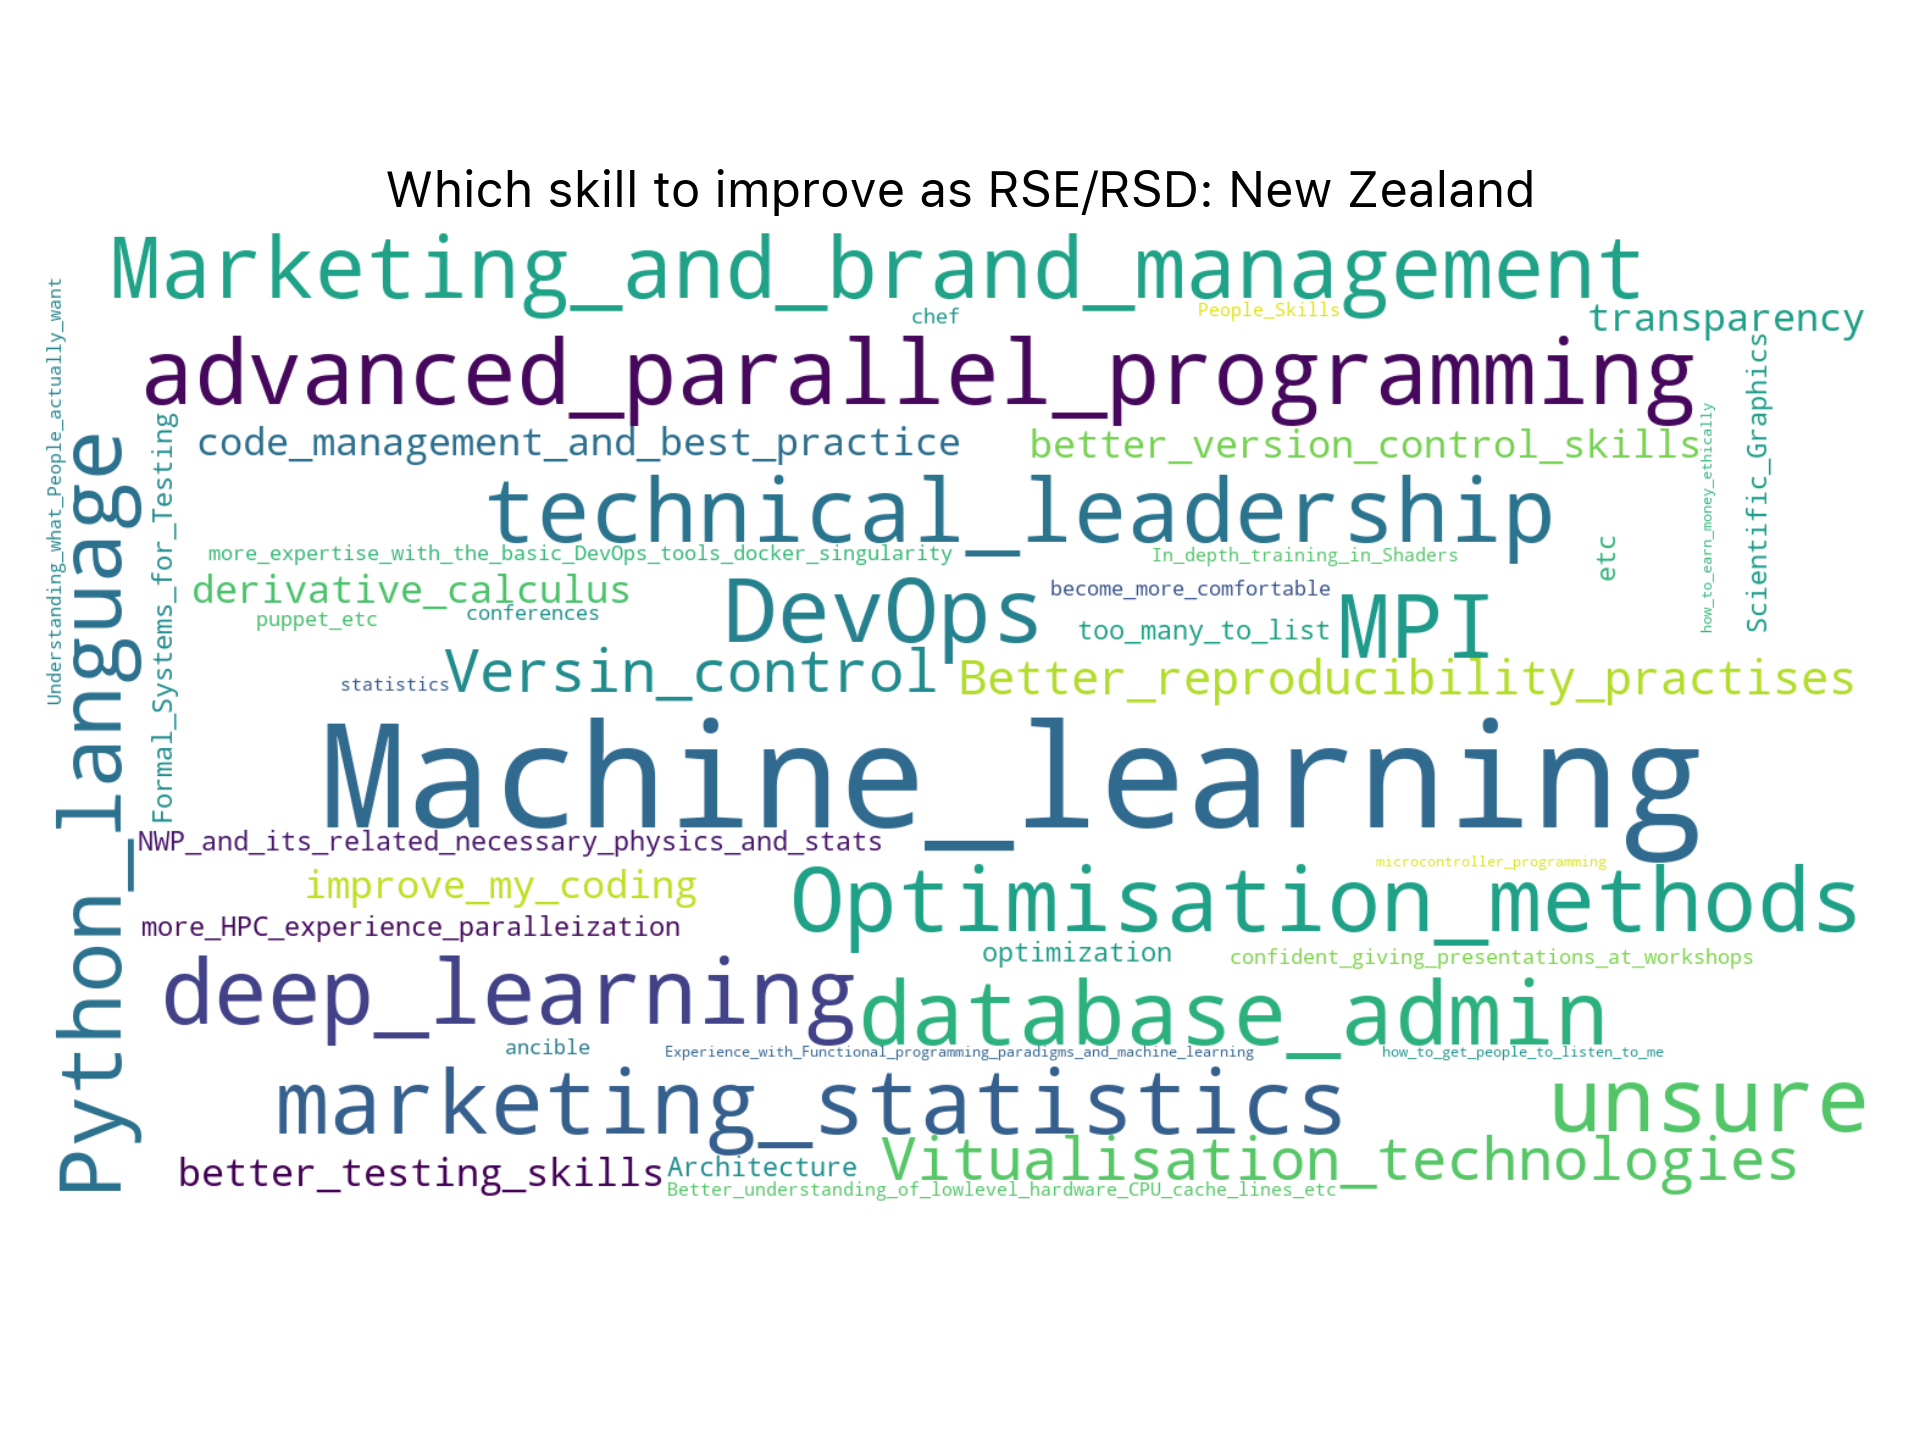 Which skill to improve as RSE/RSD: New Zealand
Marketing_and_brand_management
chef
People_Skills
transparency
Understanding_what_People_actually_want
advanced_parallel_programming
Scientific_Graphics
how_to_earn_money_ethically
Formal_Systems_for_Testing
code_management_and_best_practice
better_version_control_skills
Python_language
technical_leadership
more_expertise_with_the_basic_DevOps_tools_docker_singularity
In_depth_training_in_Shaders
etc
derivative_calculus
DevOps
become_more_comfortable
MPI
puppet_etc
conferences
too_many_to_list
statistics
Versin_control
Better_reproducibility_practises
Machine_learning
NWP_and_its_related_necessary_physics_and_stats
microcontroller_programming
improve_my_coding
Optimisation_methods
more_HPC_experience_paralleization
optimization
confident_giving_presentations_at_workshops
deep_learning
database_admin
ancible
Experience_with_Functional_programming_paradigms_and_machine_learning
how_to_get_people_to_listen_to_me
marketing_statistics
unsure
better_testing_skills
Architecture
Vitualisation_technologies
Better_understanding_of_lowlevel_hardware_CPU_cache_lines_etc